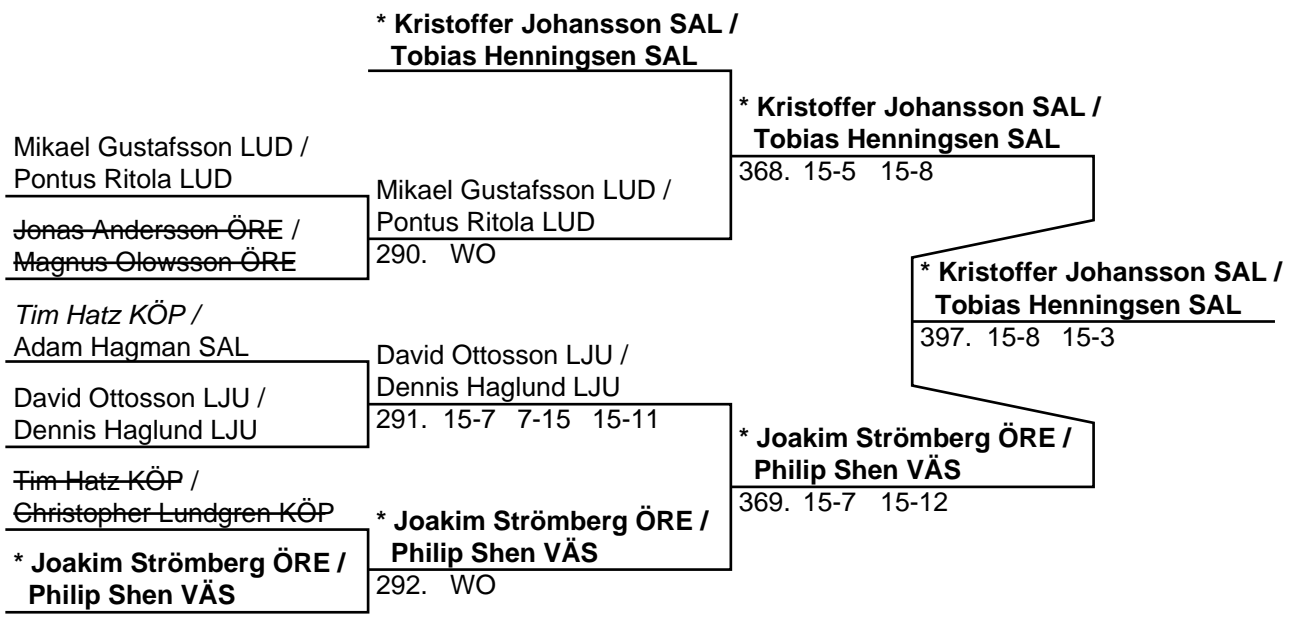 * Kristoffer Johansson SAL /
Tobias Henningsen SAL
* Kristoffer Johansson SAL /
Tobias Henningsen SAL
368. 15-5 15-8
Mikael Gustafsson LUD /
Pontus Ritola LUD
Mikael Gustafsson LUD /
Pontus Ritola LUD
290. WO
Jonas Andersson ÖRE /
Magnus Olowsson ÖRE
* Kristoffer Johansson SAL /
Tobias Henningsen SAL
397. 15-8 15-3
Tim Hatz KÖP /
Adam Hagman SAL
David Ottosson LJU /
Dennis Haglund LJU
291. 15-7 7-15 15-11
David Ottosson LJU /
Dennis Haglund LJU
* Joakim Strömberg ÖRE /
Philip Shen VÄS
369. 15-7 15-12
Tim Hatz KÖP /
Christopher Lundgren KÖP
* Joakim Strömberg ÖRE /
Philip Shen VÄS
292. WO
* Joakim Strömberg ÖRE /
Philip Shen VÄS